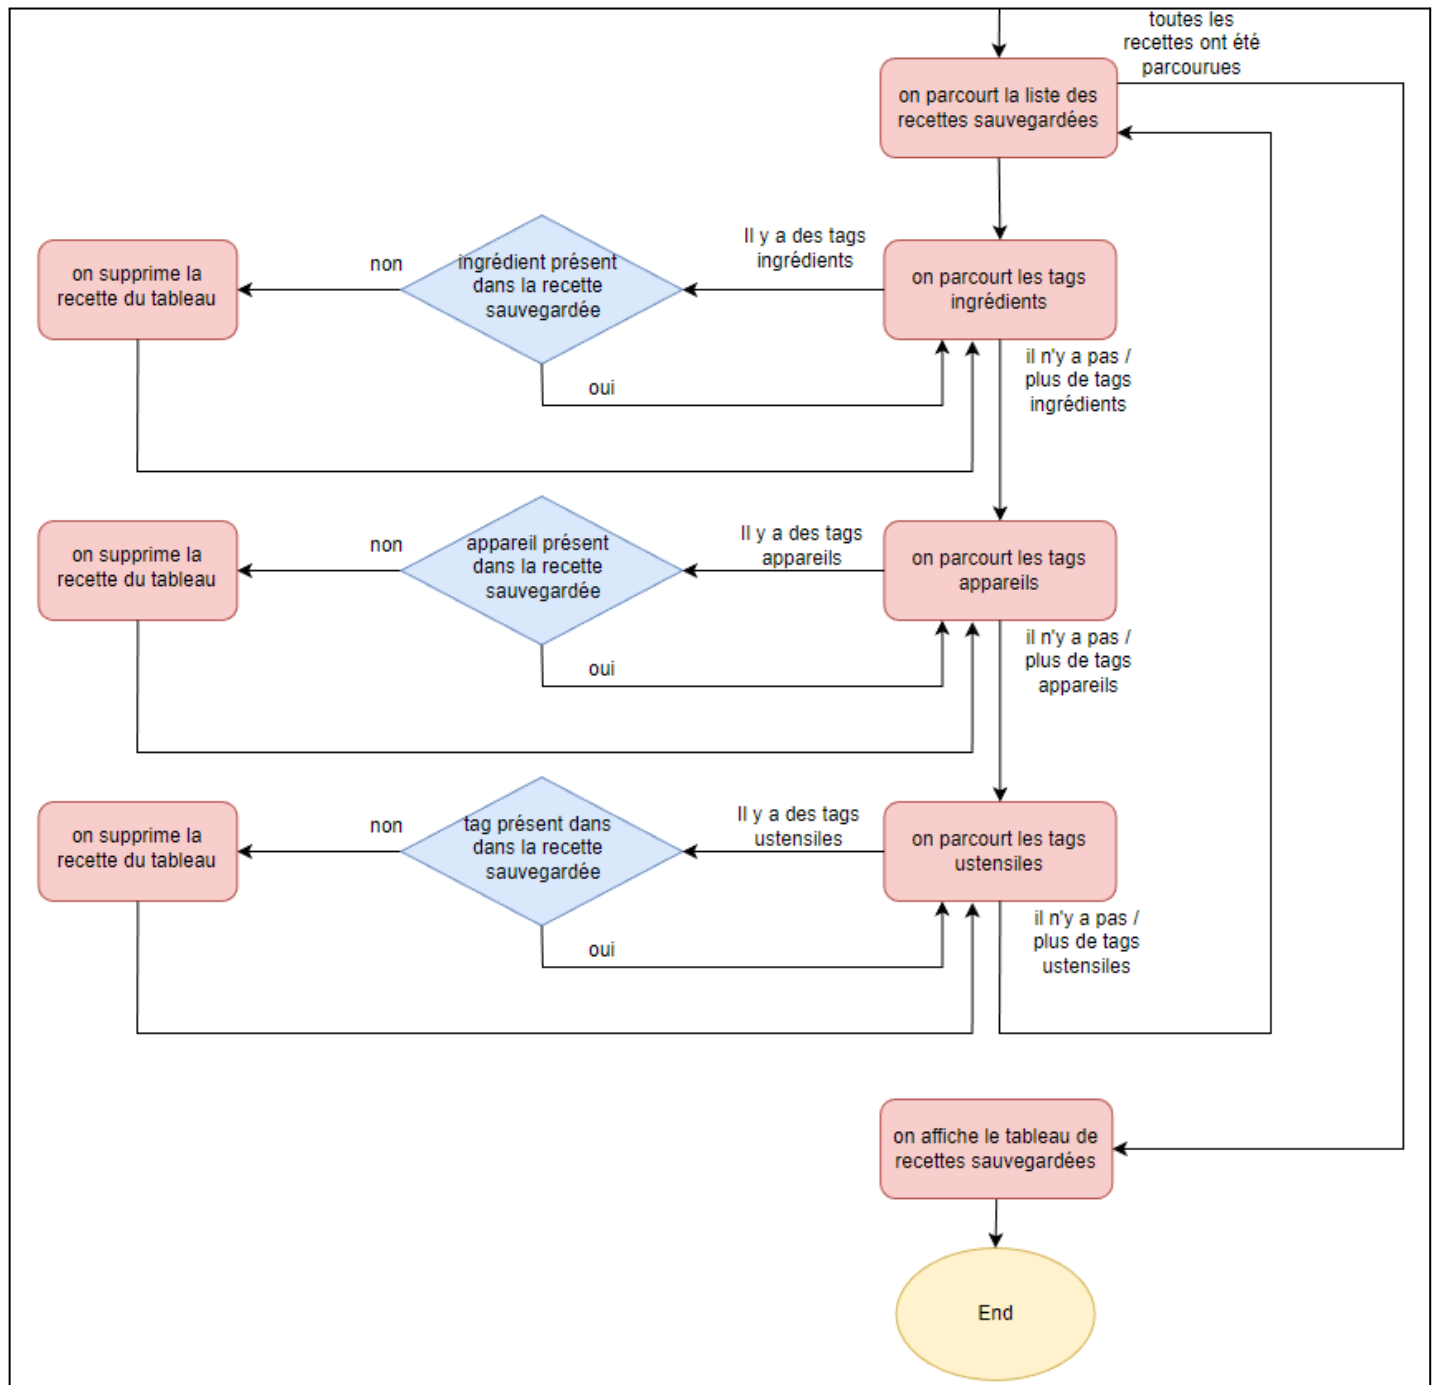 toutes les
recettes ont été
parcourues
on parcourt la liste des
recettes sauvegardées
on parcourt les tags
ingrédients
Il y a des tags
ingrédients
ingrédient présent
dans la recette
sauvegardée
non
on supprime la
recette du tableau
oui
il n'y a pas /
plus de tags
ingrédients
on parcourt les tags
appareils
Il y a des tags
appareils
appareil présent
dans la recette
sauvegardée
non
on supprime la
recette du tableau
oui
il n'y a pas /
plus de tags
appareils
on parcourt les tags
ustensiles
Il y a des tags
ustensiles
tag présent dans
dans la recette
sauvegardée
non
on supprime la
recette du tableau
oui
il n'y a pas /
plus de tags
ustensiles
on affiche le tableau de
recettes sauvegardées
End